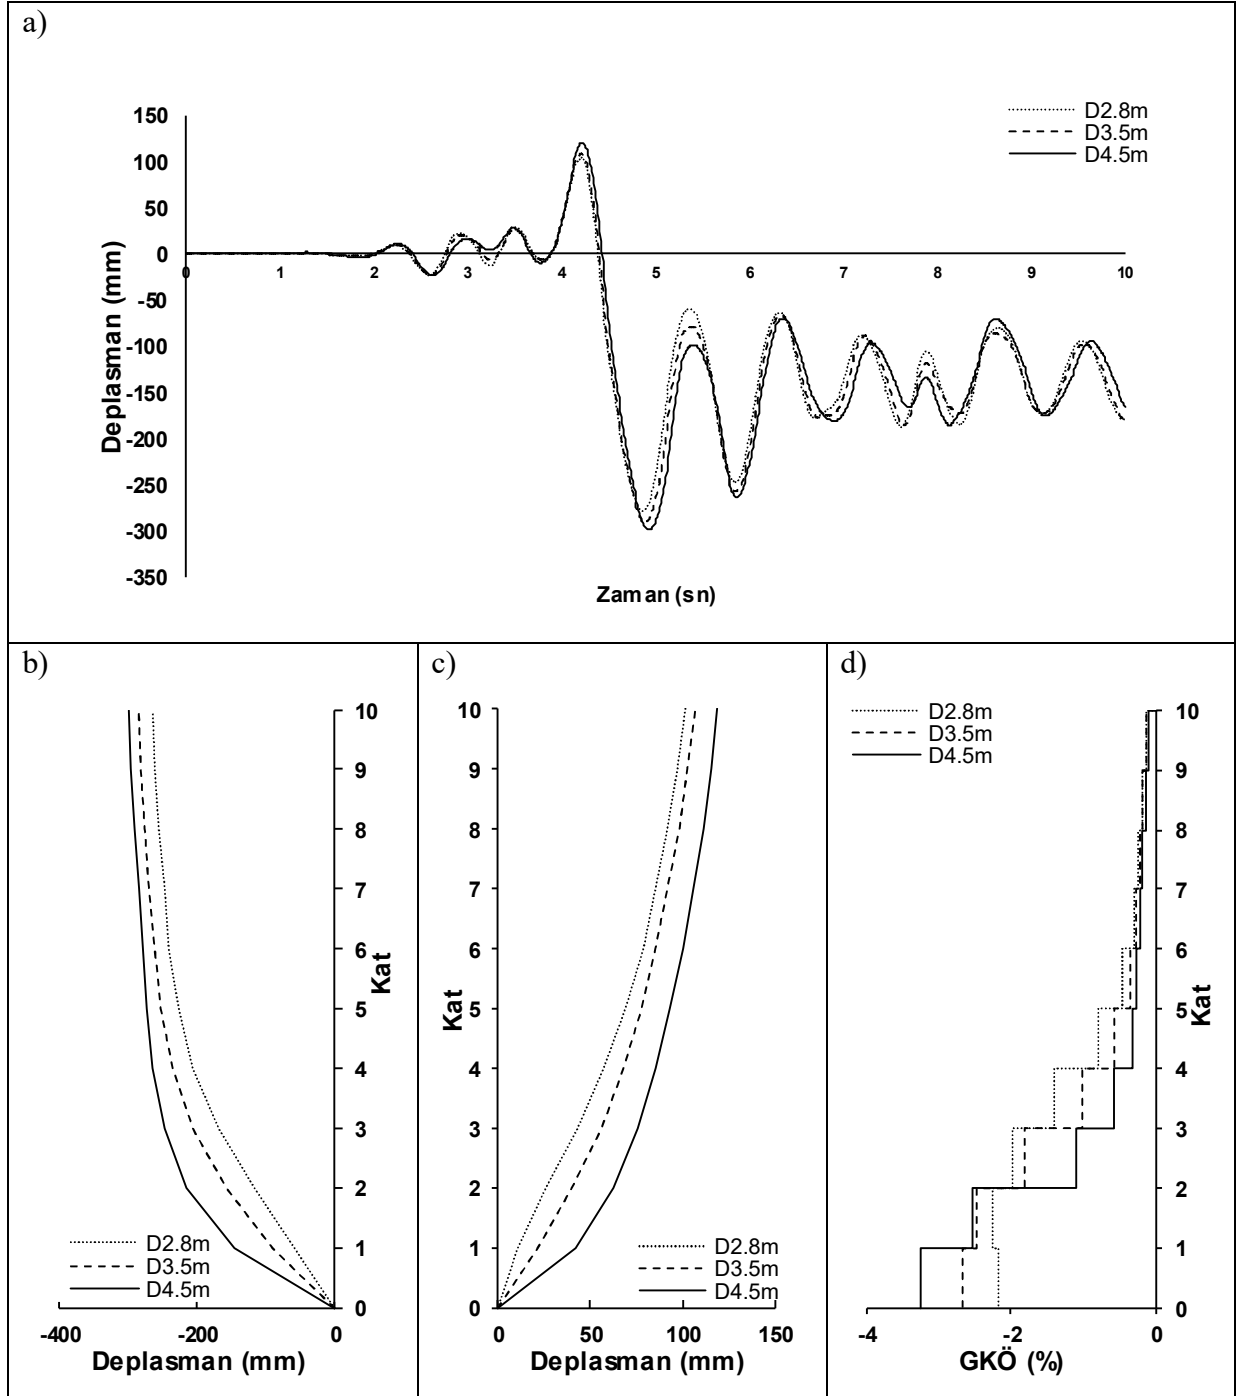 a)
D2.8m
D3.5m
D4.5m
150
100
50
0
-50
-100
-150
-200
-250
-300
-350
Deplasman (mm)
0 1 2 3 4 5 6 7 8 9 10
Zaman (sn)
b)
10
9
8
7
6
5
4
3
2
1
0
Kat
D2.8m
D3.5m
D4.5m
-400 -200 0
Deplasman (mm)
c)
10
9
8
7
6
5
4
3
2
1
0
Kat
D2.8m
D3.5m
D4.5m
0 50 100 150
Deplasman (mm)
d)
D2.8m
D3.5m
D4.5m
10
9
8
7
6
5
4
3
2
1
0
Kat
-4 -2 0
GKÖ (%)